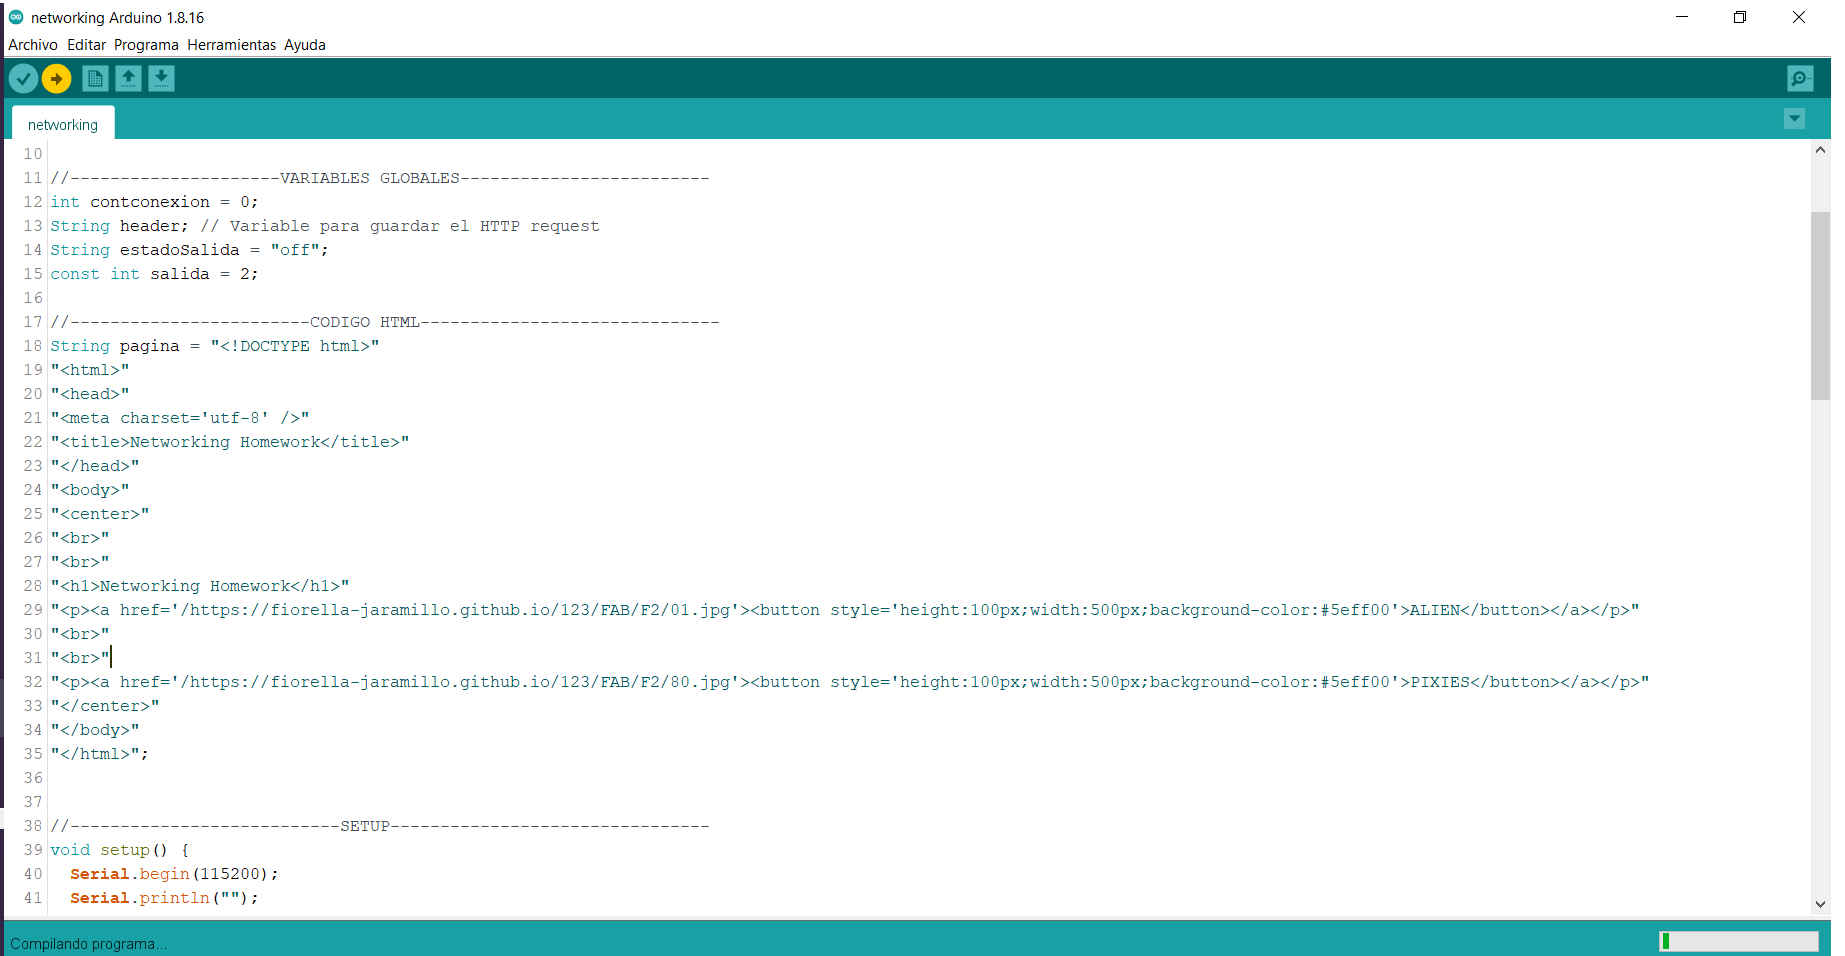 networking Arduino 1.8.16
Archivo Editar Programa Herramientas Ayuda
networking
10
11 //---------------------VARIABLES GLOBALES-------------------------
12 int contconexion = 0;
13 String header; // Variable para guardar el HTTP request
14 String estadoSalida = "off";
15 const int salida = 2;
16
17 //------------------------CODIGO HTML------------------------------
18 String pagina = "<!DOCTYPE html>"
19 "<html>"
20 "<head>"
21 "<meta charset='utf-8' />"
22 "<title>Networking Homework</title>"
23 "</head>"
24 "<body>"
25 "<center>"
26 "<br>"
27 "<br>"
28 "<h1>Networking Homework</h1>"
29 "<p><a href='/https://fiorella-jaramillo.github.io/123/FAB/F2/01.jpg'><button style='height:100px;width:500px;background-color:#5eff00'>ALIEN</button></a></p>"
30 "<br>"
31 "<br>"
32 "<p><a href='/https://fiorella-jaramillo.github.io/123/FAB/F2/80.jpg'><button style='height:100px;width:500px;background-color:#5eff00'>PIXIES</button></a></p>"
33 "</center>"
34 "</body>"
35 "</html>";
36
37
38 //---------------------------SETUP--------------------------------
39 void setup() {
40   Serial.begin(115200);
41   Serial.println("");
Compilando programa...